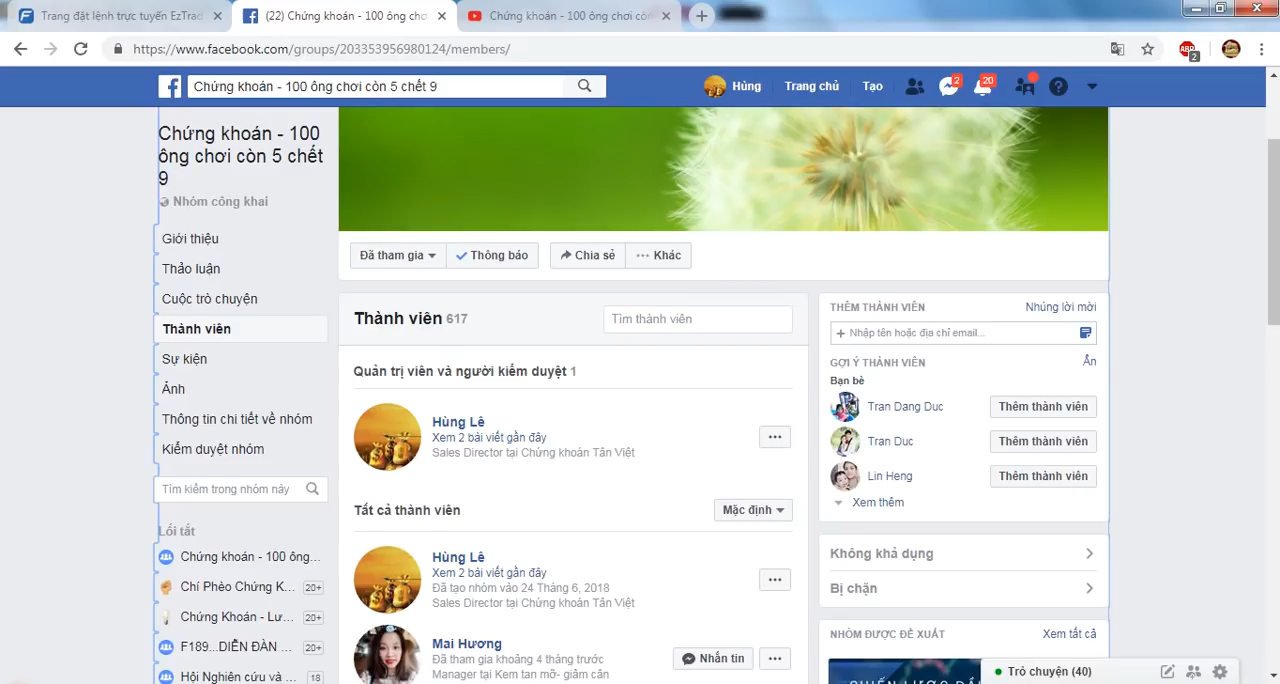 Trang đặt lệnh trực tuyến EzTrad
(22) Chứng khoán - 100 ông chơ
Chứng khoán - 100 ông chơi còn
https://www.facebook.com/groups/203353956980124/members/
ABP
2
Chứng khoán - 100 ông chơi còn 5 chết 9
Hùng
Trang chủ
Tạo
2
20
Chứng khoán - 100
ông chơi còn 5 chết
9
Nhóm công khai
Giới thiệu
Thảo luận
Cuộc trò chuyện
Thành viên
Sự kiện
Ảnh
Thông tin chi tiết về nhóm
Kiểm duyệt nhóm
Tìm kiếm trong nhóm này
Lối tắt
Chứng khoán - 100 ông...
Chí Phèo Chứng K... 20+
Chứng Khoán - Lư... 20+
F189...DIỄN ĐÀN ... 20+
Hội Nghiên cứu và ... 18
Đã tham gia
Thông báo
Chia sẻ
Khác
Thành viên 617
Tìm thành viên
Quản trị viên và người kiểm duyệt 1
Hùng Lê
Xem 2 bài viết gần đây
Sales Director tại Chứng khoán Tân Việt
Tất cả thành viên
Mặc định
Hùng Lê
Xem 2 bài viết gần đây
Đã tạo nhóm vào 24 Tháng 6, 2018
Sales Director tại Chứng khoán Tân Việt
Mai Hương
Đã tham gia khoảng 4 tháng trước
Manager tại Kem tan mỡ- giảm cân
Nhắn tin
THÊM THÀNH VIÊN
Nhúng lời mời
+ Nhập tên hoặc địa chỉ email...
GỢI Ý THÀNH VIÊN
Ẩn
Bạn bè
Tran Dang Duc
Thêm thành viên
Tran Duc
Thêm thành viên
Lin Heng
Thêm thành viên
Xem thêm
Không khả dụng
Bị chặn
NHÓM ĐƯỢC ĐỀ XUẤT
Xem tất cả
Trò chuyện (40)